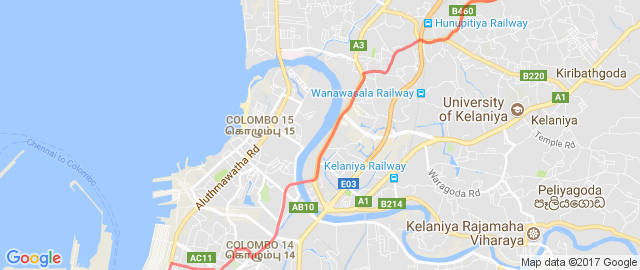 B460
Hunupitiya Railway
A3
B220
Kiribathgoda
Wanawasala Railway
A1
University
of Kelaniya
Kelaniya
COLOMBO 15
கொழும்பு 15
Temple Rd
Chennai to Colombo
Aluthmawatha Rd
Kelaniya Railway
Waragoda Rd
E03
Peliyagoda
පෑලියගොඩ
A1
B214
AB10
Kelaniya Rajamaha
Viharaya
COLOMBO 14
கொழும்பு 14
AC11
Google
Map data ©2017 Google